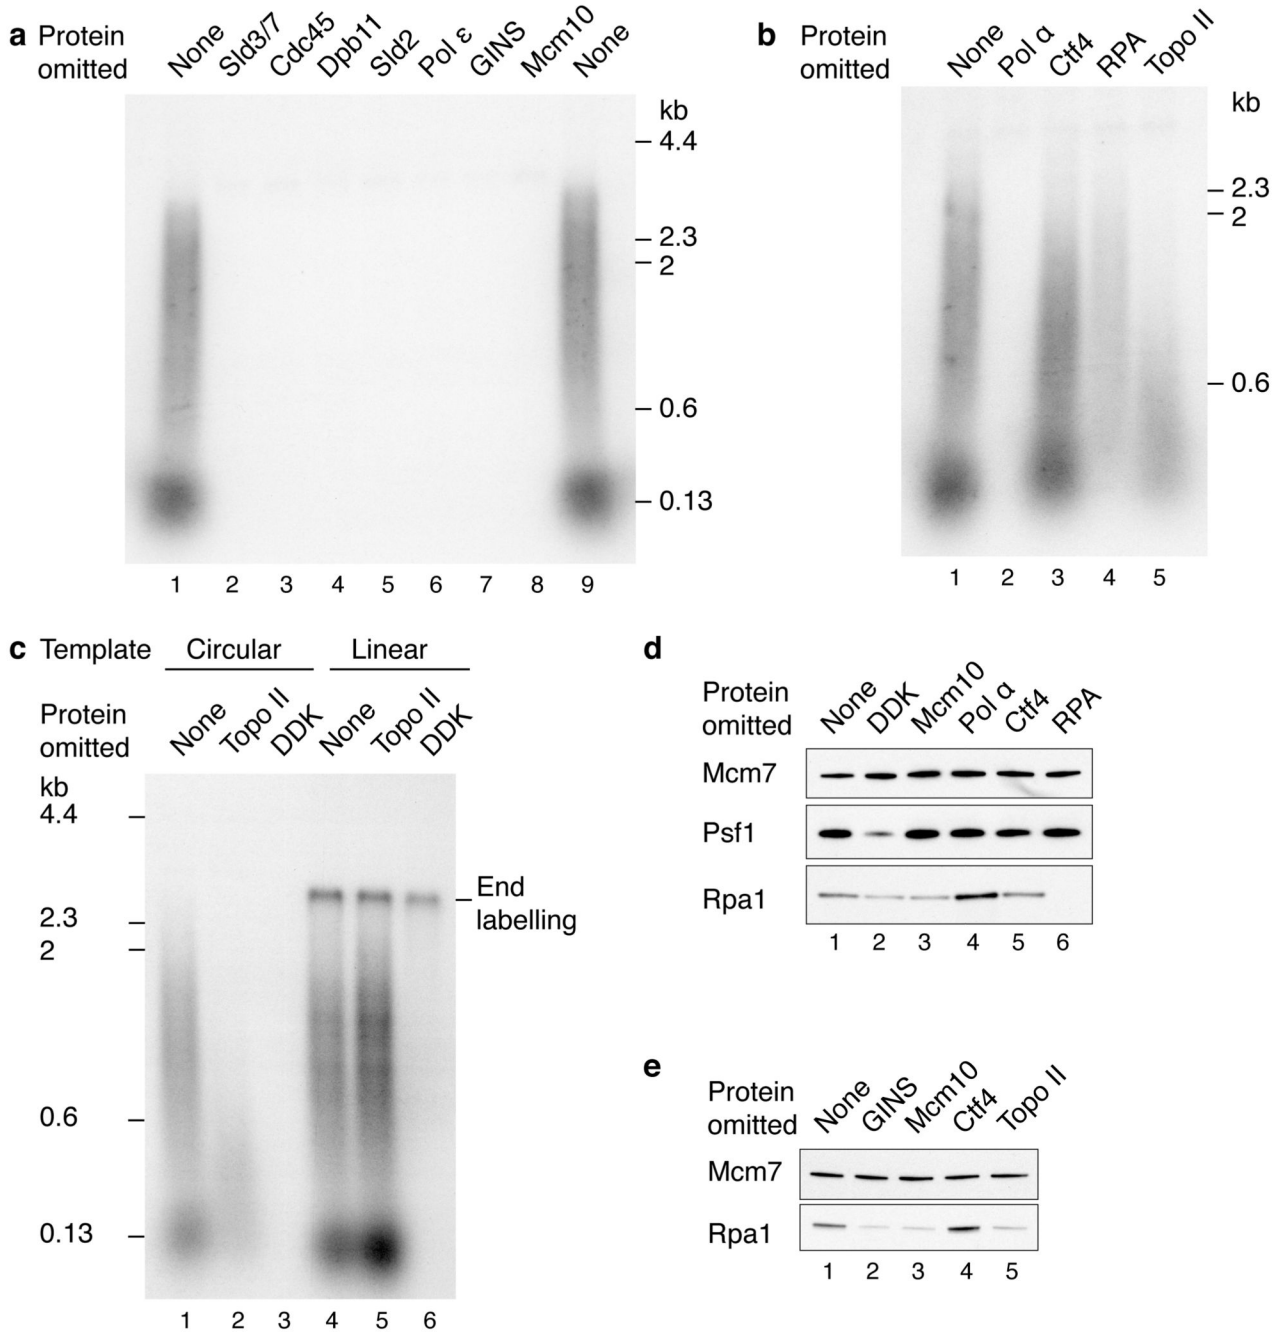 a Protein omitted None Sld3/7 Cdc45 Dpb11 Sld2 Pol ε GINS Mcm10 None
kb
4.4
2.3
2
0.6
0.13
1 2 3 4 5 6 7 8 9
b Protein omitted None Pol α Ctf4 RPA Topo II
kb
2.3
2
0.6
1 2 3 4 5
c Template Circular Linear
Protein omitted None Topo II DDK None Topo II DDK
kb
4.4
2.3
2
0.6
0.13
End
labelling
1 2 3 4 5 6
d
Protein omitted None DDK Mcm10 Pol α Ctf4 RPA
Mcm7
Psf1
Rpa1
1 2 3 4 5 6
e
Protein omitted None GINS Mcm10 Ctf4 Topo II
Mcm7
Rpa1
1 2 3 4 5